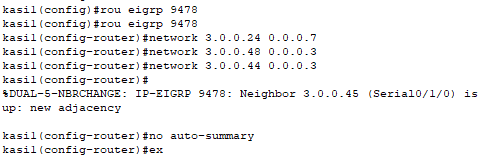 kasil(config)#rou eigrp 9478
kasil(config)#rou eigrp 9478
kasil(config-router)#network 3.0.0.24 0.0.0.7
kasil(config-router)#network 3.0.0.48 0.0.0.3
kasil(config-router)#network 3.0.0.44 0.0.0.3
kasil(config-router)#
%DUAL-5-NBRCHANGE: IP-EIGRP 9478: Neighbor 3.0.0.45 (Serial0/1/0) is
up: new adjacency
kasil(config-router)#no auto-summary
kasil(config-router)#ex